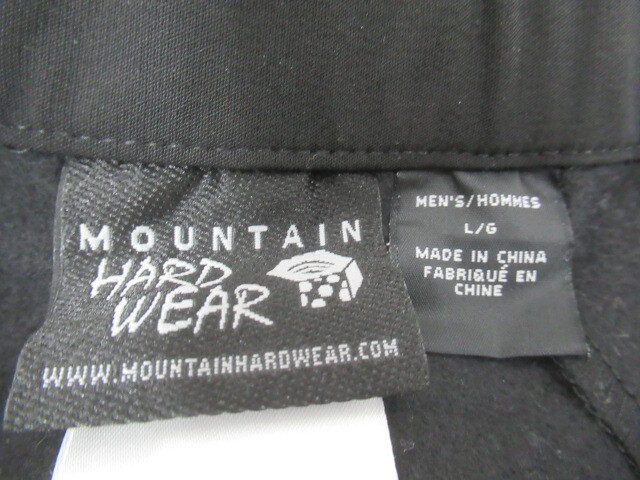 MOUNTAIN
HARD
WEAR
WWW.MOUNTAINHARDWEAR.COM
MEN'S/HOMMES
L/G
MADE IN CHINA
FABRIQUÉ EN
CHINE